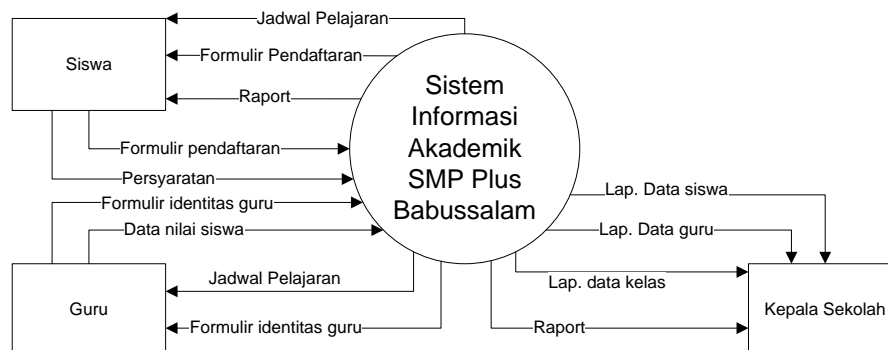 Jadwal Pelajaran
Siswa
Formulir Pendaftaran
Raport
Formulir pendaftaran
Persyaratan
Sistem
Informasi
Akademik
SMP Plus
Babussalam
Formulir identitas guru
Data nilai siswa
Lap. Data siswa
Lap. Data guru
Guru
Jadwal Pelajaran
Formulir identitas guru
Lap. data kelas
Raport
Kepala Sekolah